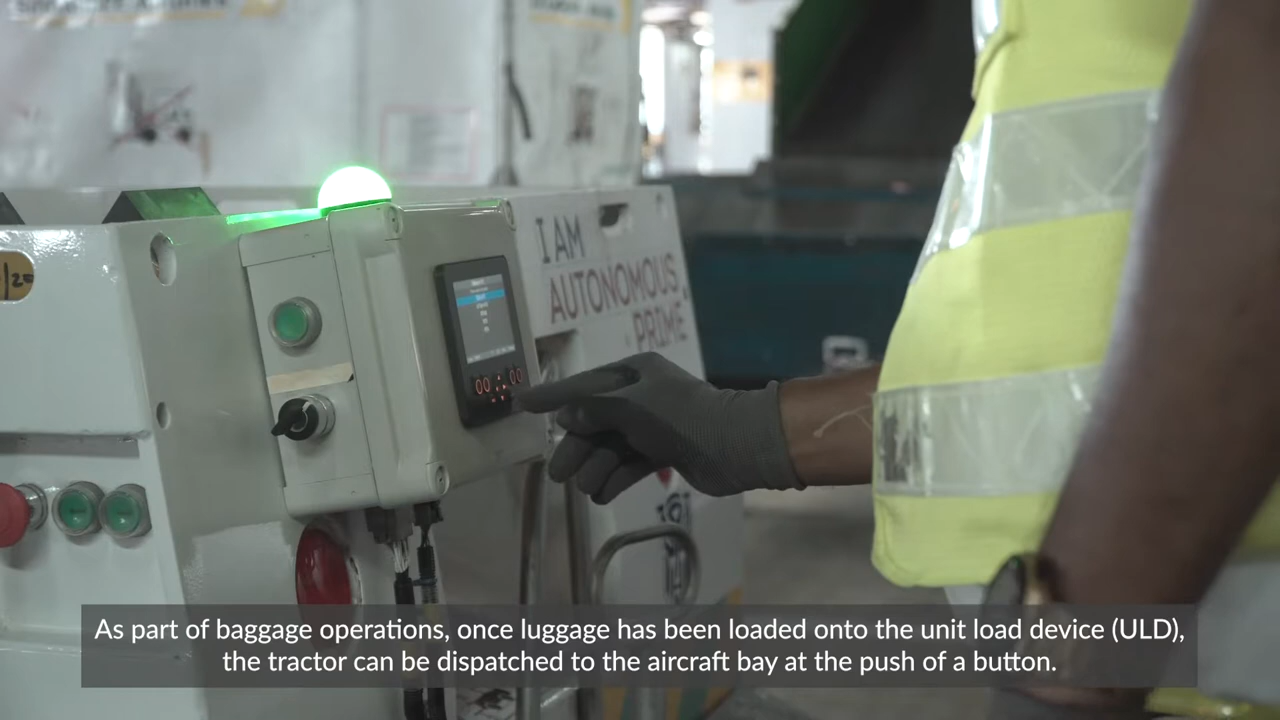 I AM
AUTONOMOUS
PRIME
As part of baggage operations, once luggage has been loaded onto the unit load device (ULD),
the tractor can be dispatched to the aircraft bay at the push of a button.